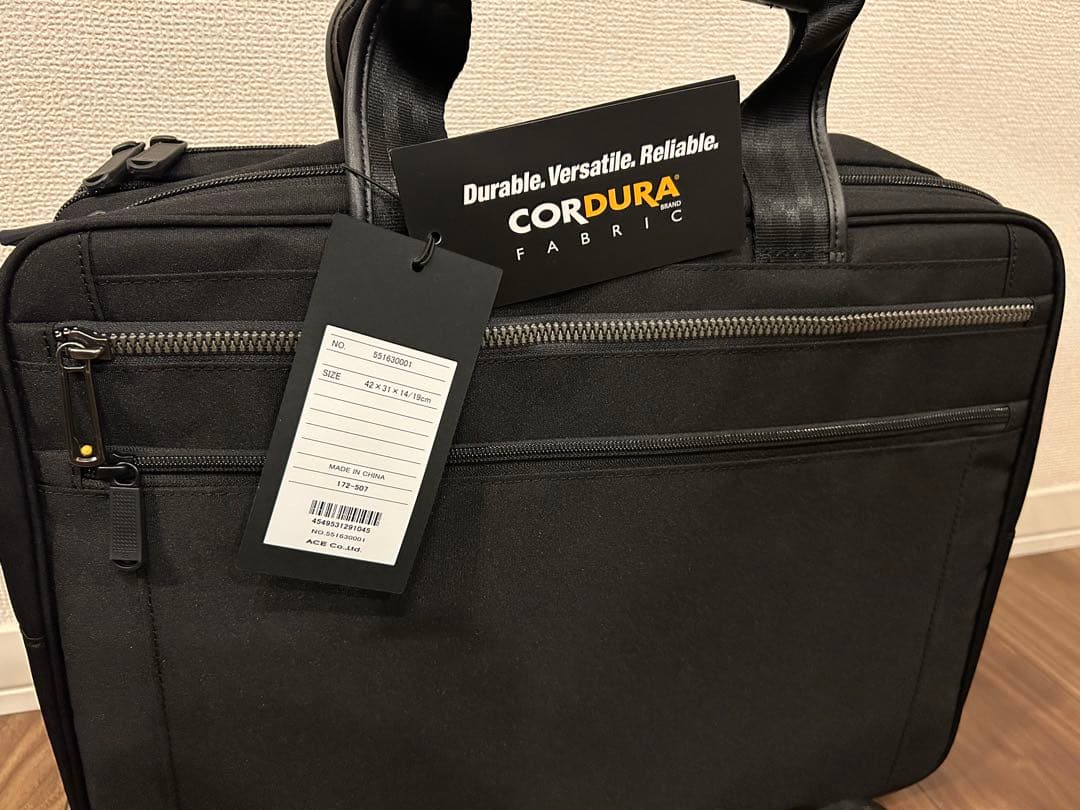 Durable. Versatile. Reliable.
CORDURA®
BRAND
FABRIC
NO. 551630001
SIZE 42×31×14/19cm
MADE IN CHINA
172-507
4549531291045
NO.551630001
ACE Co.,Ltd.